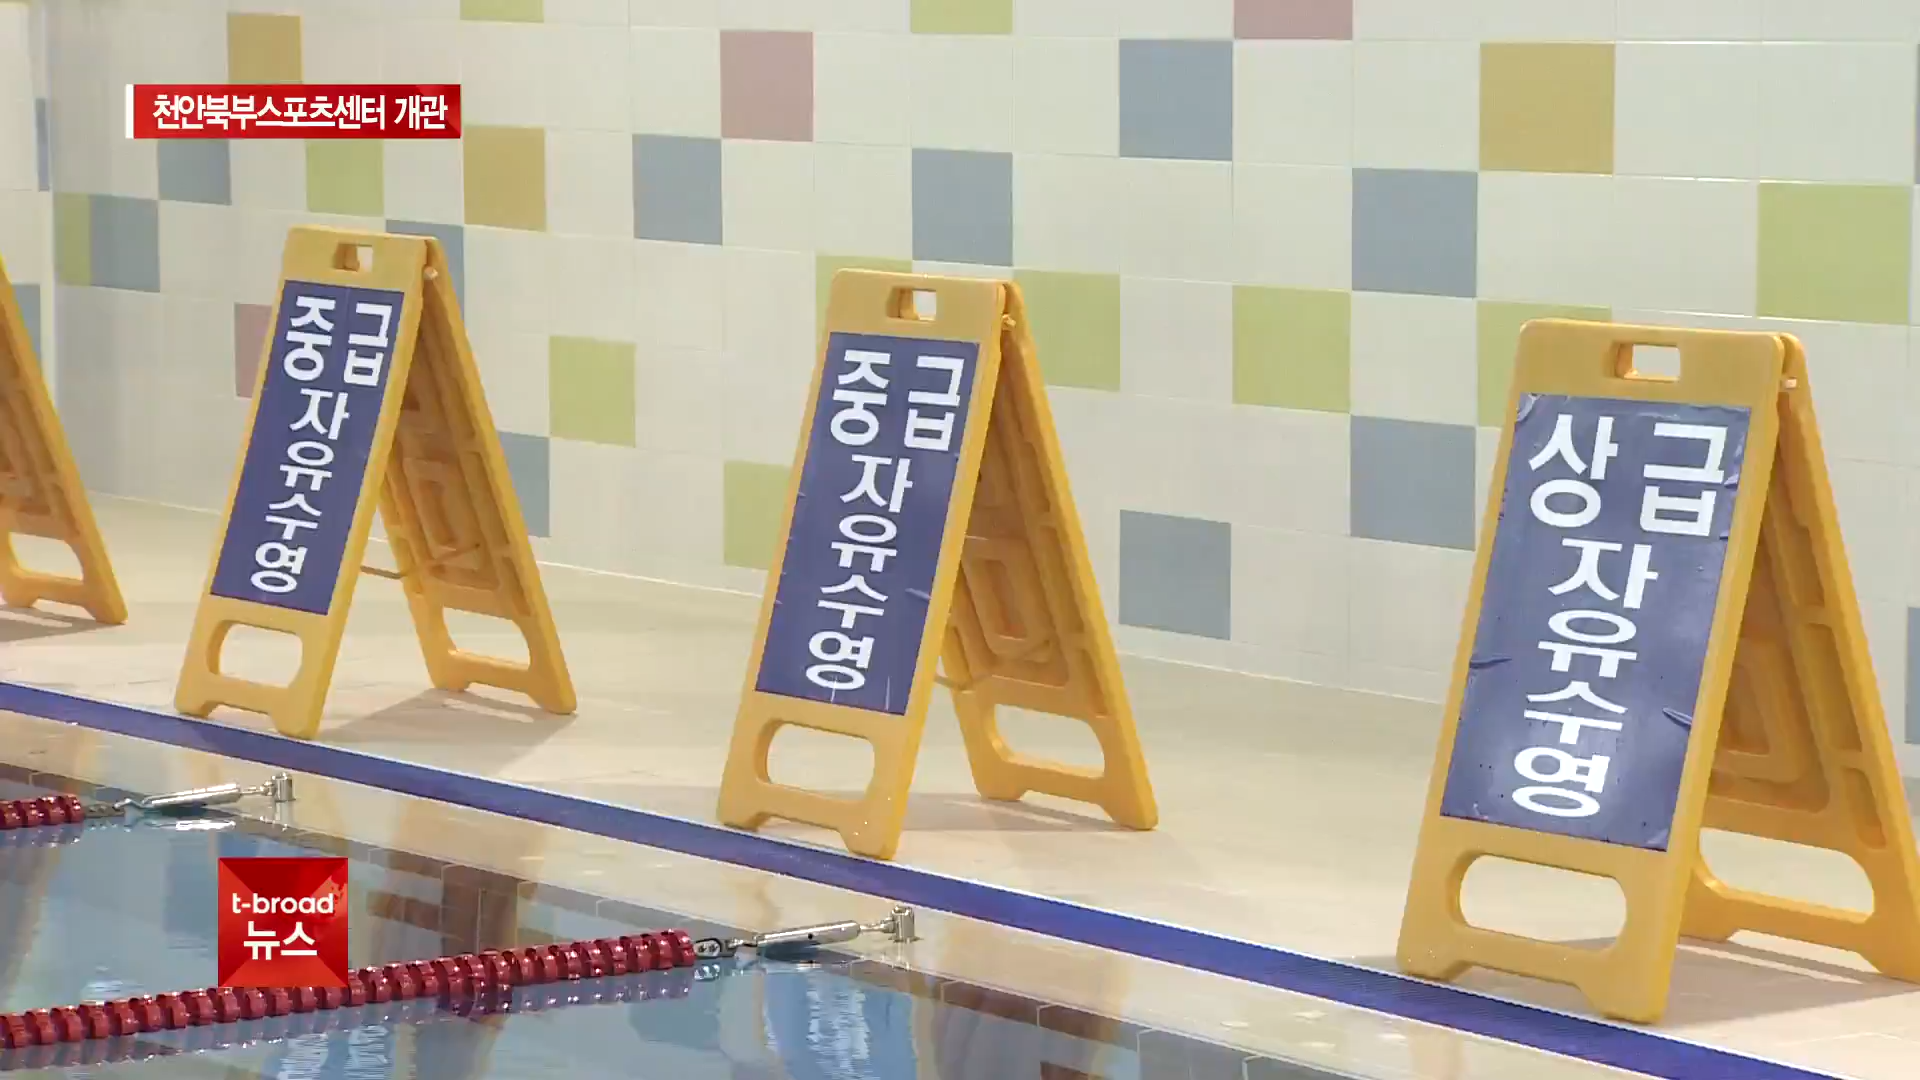 천안북부스포츠센터 개관
중급
자유수영
중급
자유수영
상급
자유수영
t-broad
뉴스